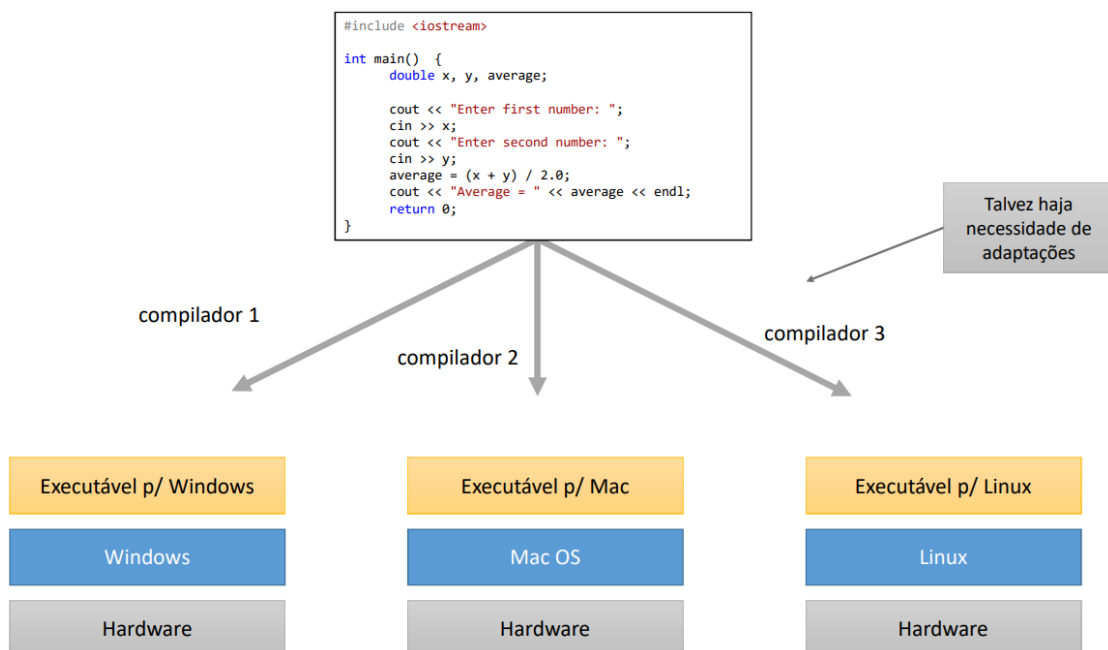 #include <iostream>
int main()  {
double x, y, average;
cout << "Enter first number: ";
cin >> x;
cout << "Enter second number: ";
cin >> y;
average = (x + y) / 2.0;
cout << "Average = " << average << endl;
return 0;
}
Talvez haja
necessidade de
adaptações
compilador 1
compilador 2
compilador 3
Executável p/ Windows
Executável p/ Mac
Executável p/ Linux
Windows
Mac OS
Linux
Hardware
Hardware
Hardware